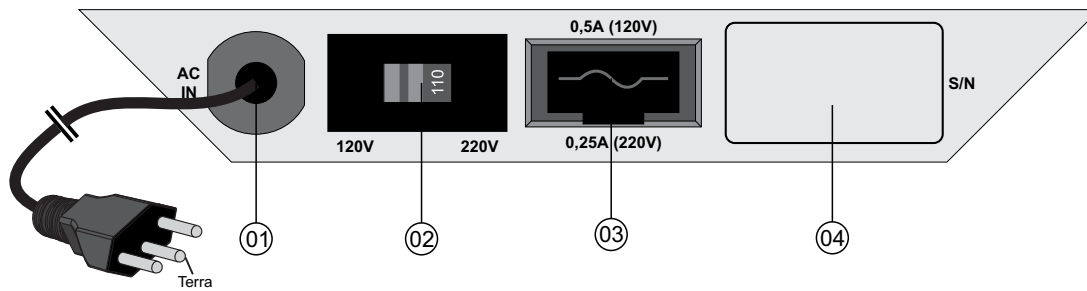 0,5A (120V)
AC
IN
110
S/N
120V
220V
0,25A (220V)
01
02
03
04
Terra